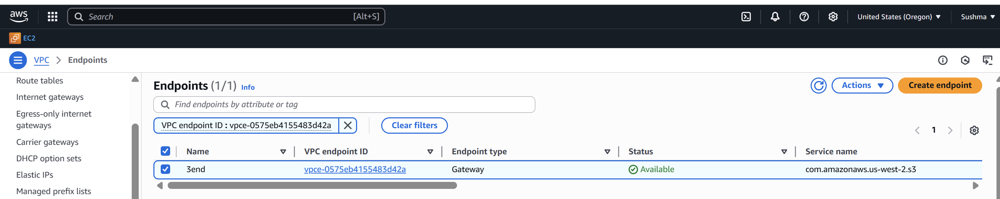 aws
Search
[Alt+S]
United States (Oregon)
Sushma
EC2
VPC
Endpoints
Route tables
Internet gateways
Egress-only internet
gateways
Carrier gateways
DHCP option sets
Elastic IPs
Managed prefix lists
Endpoints (1/1) Info
Actions
Create endpoint
Find endpoints by attribute or tag
VPC endpoint ID : vpce-0575eb4155483d42a
Clear filters
1
Name VPC endpoint ID Endpoint type Status Service name
3end vpce-0575eb4155483d42a Gateway Available com.amazonaws.us-west-2.s3